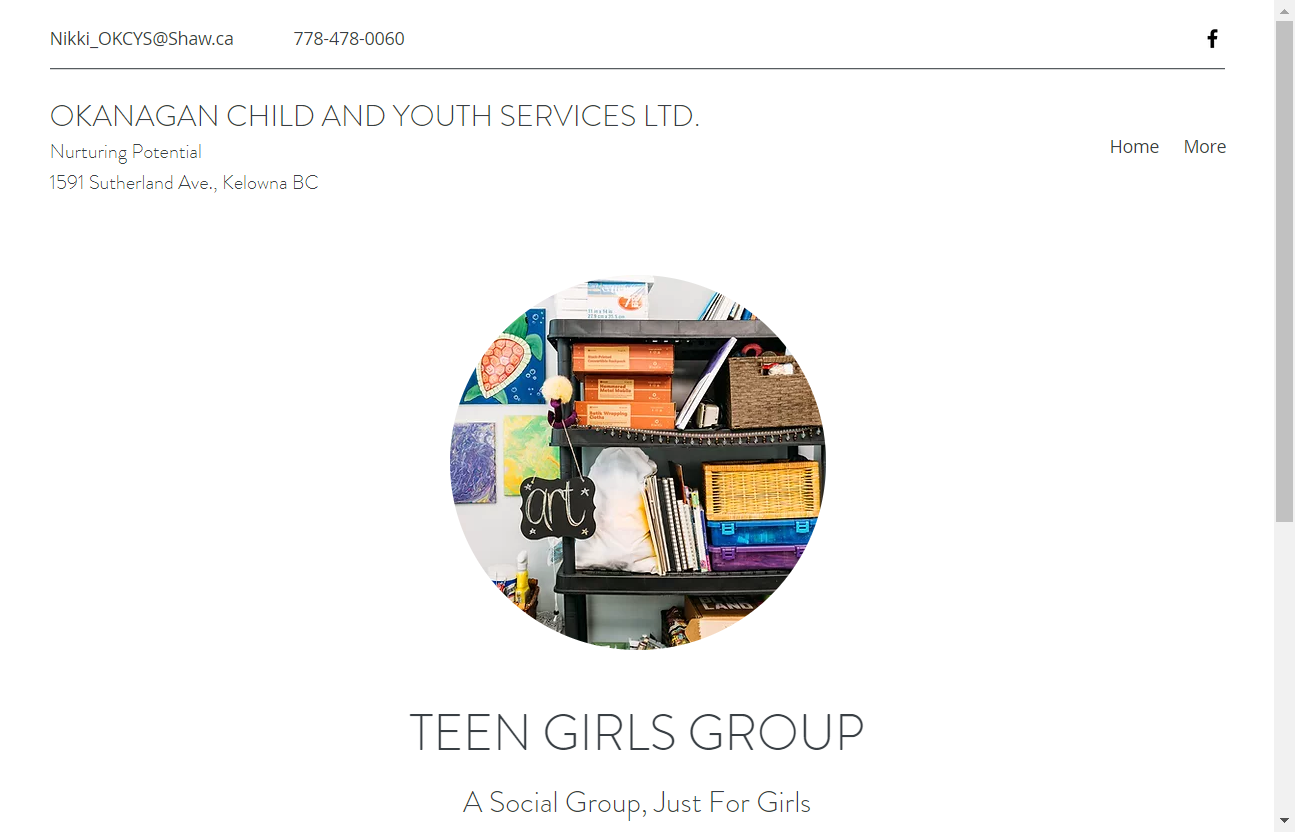 Nikki_OKCYS@Shaw.ca 778-478-0060
OKANAGAN CHILD AND YOUTH SERVICES LTD.
Nurturing Potential
1591 Sutherland Ave., Kelowna BC
Home More
art
TEEN GIRLS GROUP
A Social Group, Just For Girls